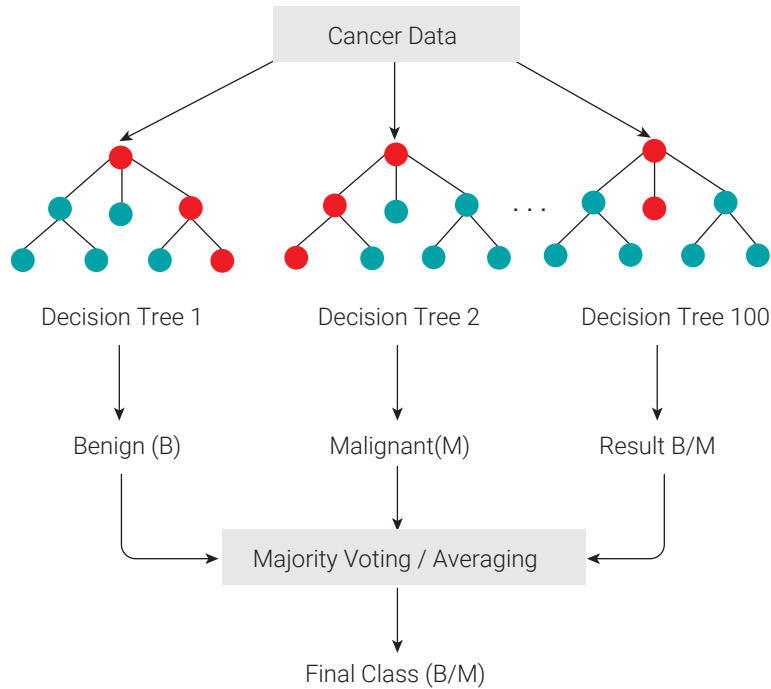 Cancer Data
. . .
Decision Tree 1
Decision Tree 2
Decision Tree 100
Benign (B)
Malignant(M)
Result B/M
Majority Voting / Averaging
Final Class (B/M)